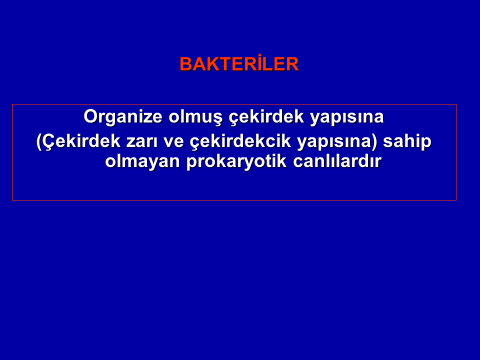 BAKTERİLER
Organize olmuş çekirdek yapısına
(Çekirdek zarı ve çekirdekcik yapısına) sahip
olmayan prokaryotik canlılardır